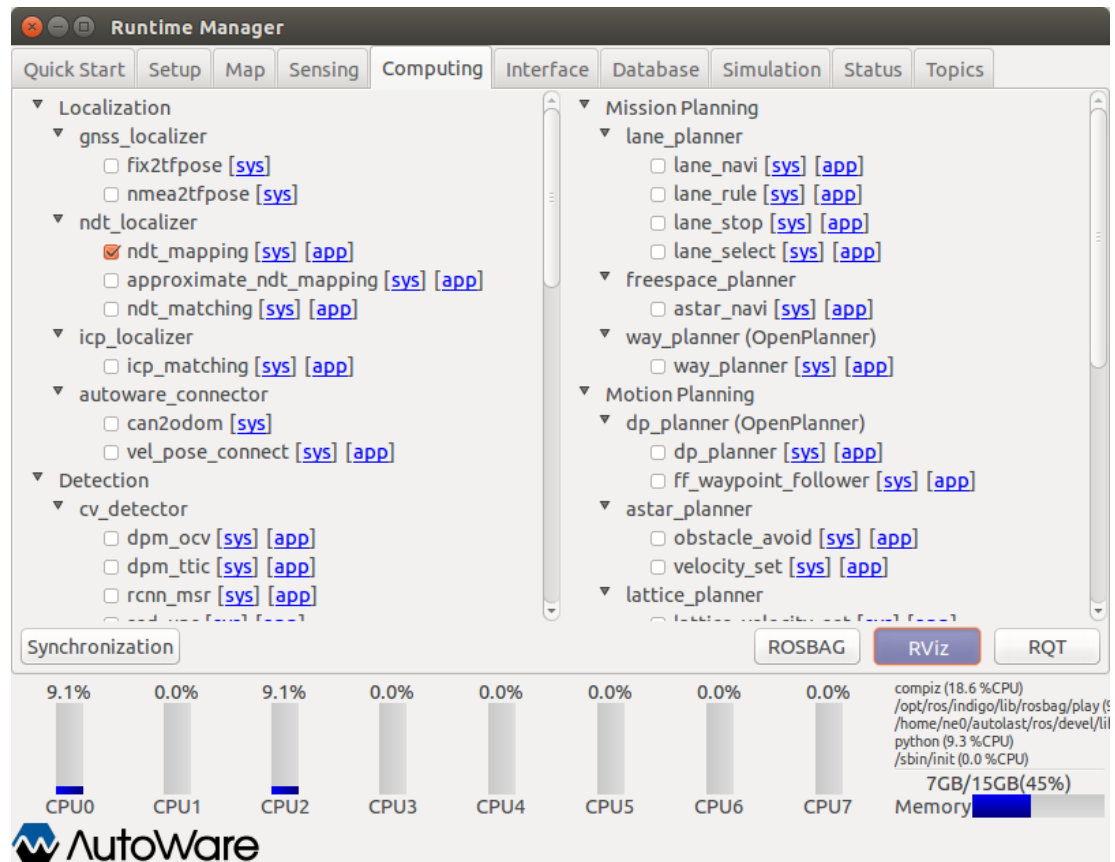 Runtime Manager
Quick Start Setup Map Sensing Computing Interface Database Simulation Status Topics
Localization
gnss_localizer
fix2tfpose [sys]
nmea2tfpose [sys]
ndt_localizer
ndt_mapping [sys] [app]
approximate_ndt_mapping [sys] [app]
ndt_matching [sys] [app]
icp_localizer
icp_matching [sys] [app]
autoware_connector
can2odom [sys]
vel_pose_connect [sys] [app]
Detection
cv_detector
dpm_ocv [sys] [app]
dpm_ttic [sys] [app]
rcnn_msr [sys] [app]
Mission Planning
lane_planner
lane_navi [sys] [app]
lane_rule [sys] [app]
lane_stop [sys] [app]
lane_select [sys] [app]
freespace_planner
astar_navi [sys] [app]
way_planner (OpenPlanner)
way_planner [sys] [app]
Motion Planning
dp_planner (OpenPlanner)
dp_planner [sys] [app]
ff_waypoint_follower [sys] [app]
astar_planner
obstacle_avoid [sys] [app]
velocity_set [sys] [app]
lattice_planner
Synchronization ROSBAG RViz RQT
9.1% 0.0% 9.1% 0.0% 0.0% 0.0% 0.0% 0.0%
CPU0 CPU1 CPU2 CPU3 CPU4 CPU5 CPU6 CPU7
compiz (18.6 %CPU)
/opt/ros/indigo/lib/rosbag/play (9
/home/ne0/autolast/ros/devel/lib
python (9.3 %CPU)
/sbin/init (0.0 %CPU)
7GB/15GB(45%)
Memory
AutoWare